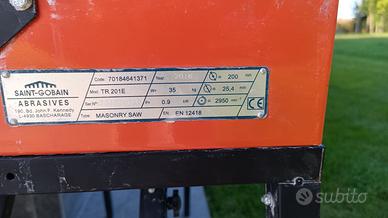 SAINT-GOBAIN
ABRASIVES
190, Bd. John.F. Kennedy
L-4930 BASCHARAGE
Code: 70184641371 Year: 2016 ø = 200 mm
Mod: TR 201E W= 35 kg ø = 25,4 mm
Ser N°: P= 0.9 kW 2950 min-1
Type: MASONRY SAW EN: EN 12418 CE
subito